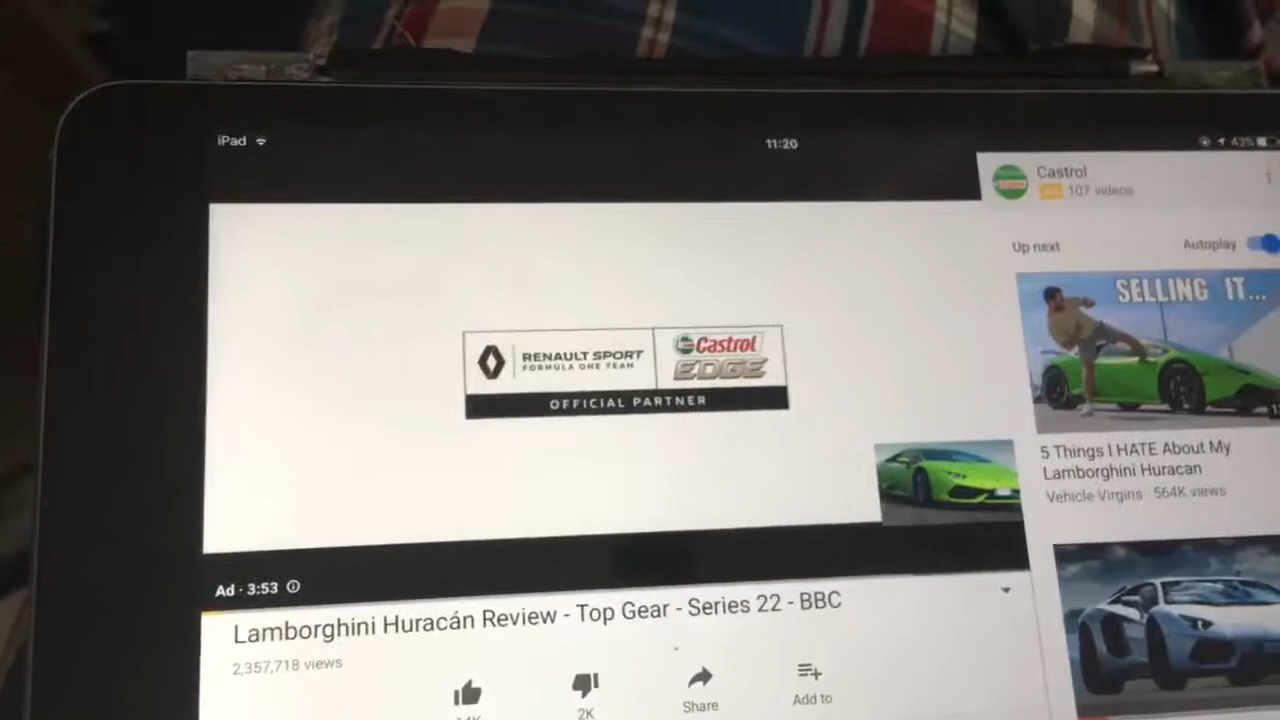 iPad
11:20
43%
Castrol
107 videos
Up next
Autoplay
SELLING IT...
RENAULT SPORT
FORMULA ONE TEAM
Castrol
EDGE
OFFICIAL PARTNER
5 Things I HATE About My
Lamborghini Huracan
Vehicle Virgins 564K views
Ad · 3:53
Lamborghini Huracán Review - Top Gear - Series 22 - BBC
2,357,718 views
2K
Share
Add to